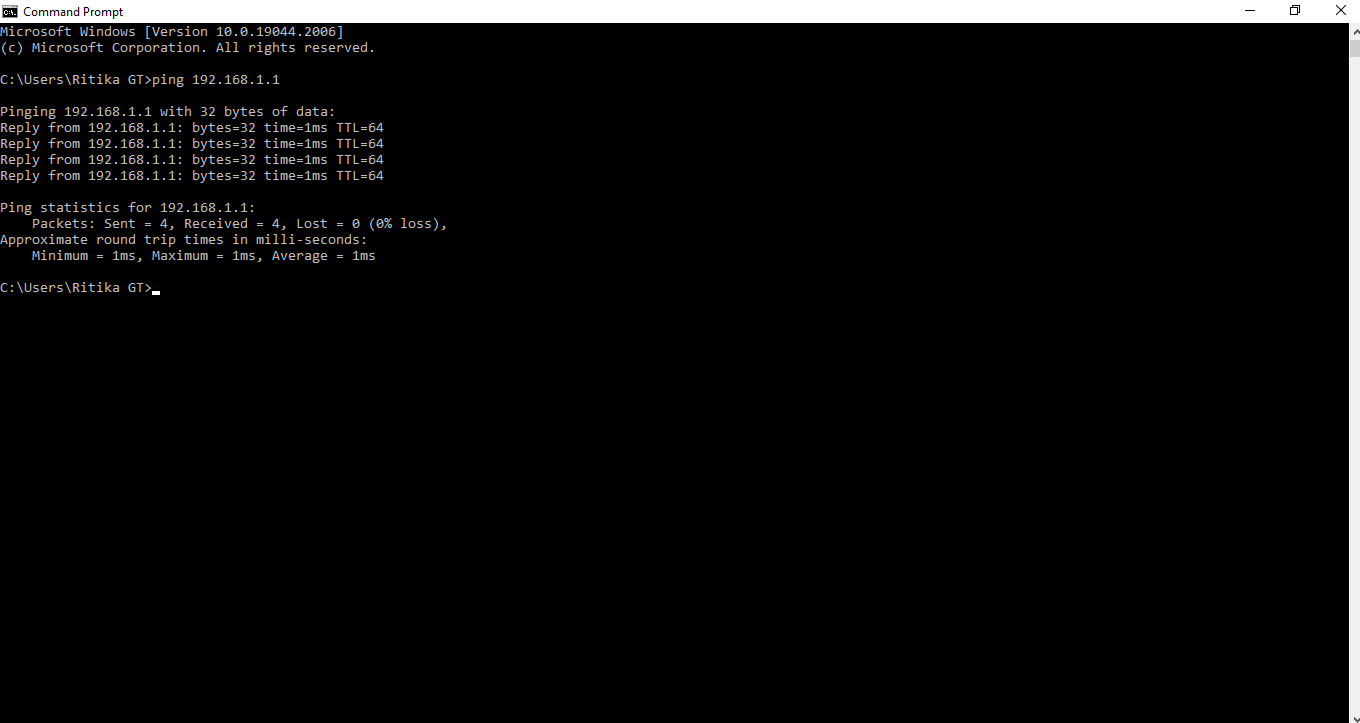 Command Prompt
Microsoft Windows [Version 10.0.19044.2006]
(c) Microsoft Corporation. All rights reserved.
C:\Users\Ritika GT>ping 192.168.1.1
Pinging 192.168.1.1 with 32 bytes of data:
Reply from 192.168.1.1: bytes=32 time=1ms TTL=64
Reply from 192.168.1.1: bytes=32 time=1ms TTL=64
Reply from 192.168.1.1: bytes=32 time=1ms TTL=64
Reply from 192.168.1.1: bytes=32 time=1ms TTL=64
Ping statistics for 192.168.1.1:
    Packets: Sent = 4, Received = 4, Lost = 0 (0% loss),
Approximate round trip times in milli-seconds:
    Minimum = 1ms, Maximum = 1ms, Average = 1ms
C:\Users\Ritika GT>